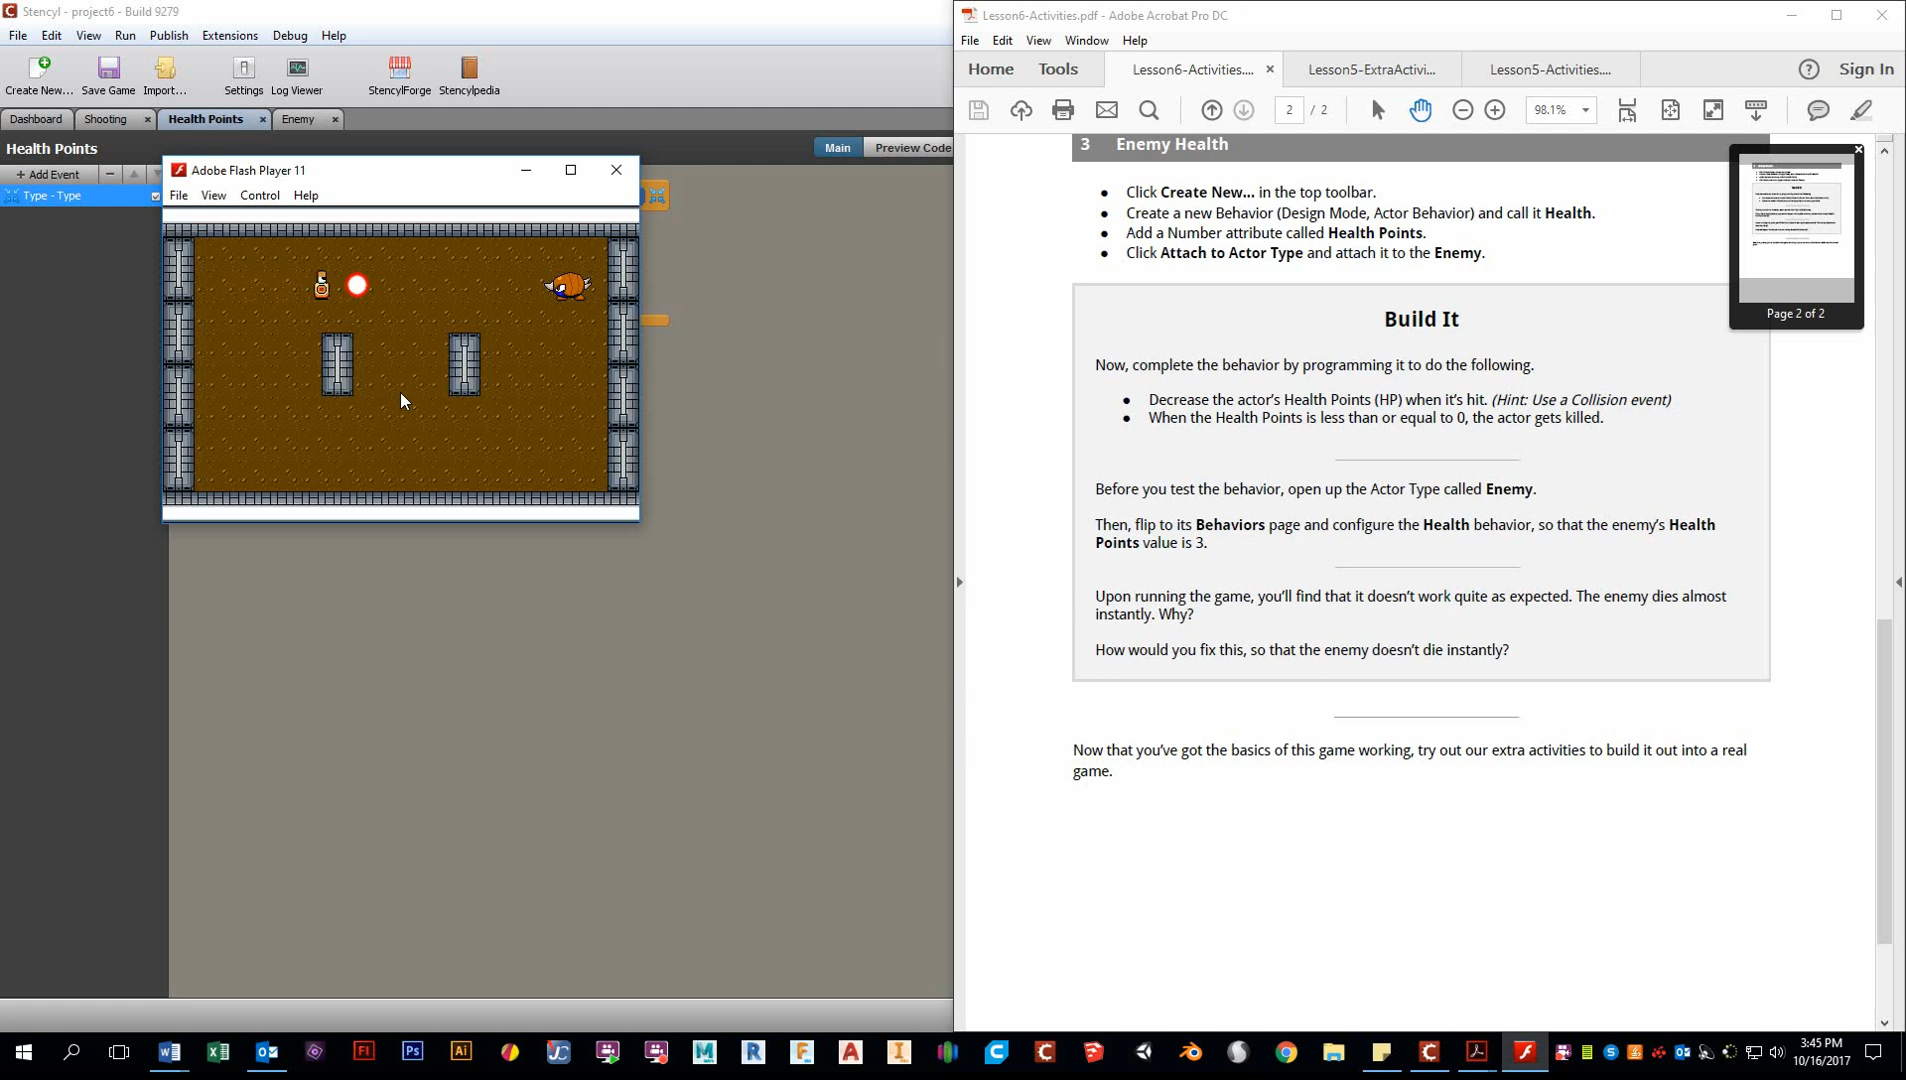 Stencyl - project6 - Build 9279
File Edit View Run Publish Extensions Debug Help
Create New... Save Game Import... Settings Log Viewer StencylForge Stencylpedia
Dashboard Shooting × Health Points × Enemy ×
Health Points
Main Preview Code
+ Add Event
Type - Type
Adobe Flash Player 11
File View Control Help
Lesson6-Activities.pdf - Adobe Acrobat Pro DC
File Edit View Window Help
Home Tools Lesson6-Activities.... × Lesson5-ExtraActivi... Lesson5-Activities.... Sign In
2 / 2 98.1%
3 Enemy Health
● Click Create New... in the top toolbar.
● Create a new Behavior (Design Mode, Actor Behavior) and call it Health.
● Add a Number attribute called Health Points.
● Click Attach to Actor Type and attach it to the Enemy.
Page 2 of 2
Build It
Now, complete the behavior by programming it to do the following.
● Decrease the actor's Health Points (HP) when it's hit. (Hint: Use a Collision event)
● When the Health Points is less than or equal to 0, the actor gets killed.
Before you test the behavior, open up the Actor Type called Enemy.
Then, flip to its Behaviors page and configure the Health behavior, so that the enemy's Health
Points value is 3.
Upon running the game, you'll find that it doesn't work quite as expected. The enemy dies almost
instantly. Why?
How would you fix this, so that the enemy doesn't die instantly?
Now that you've got the basics of this game working, try out our extra activities to build it out into a real
game.
3:45 PM
10/16/2017